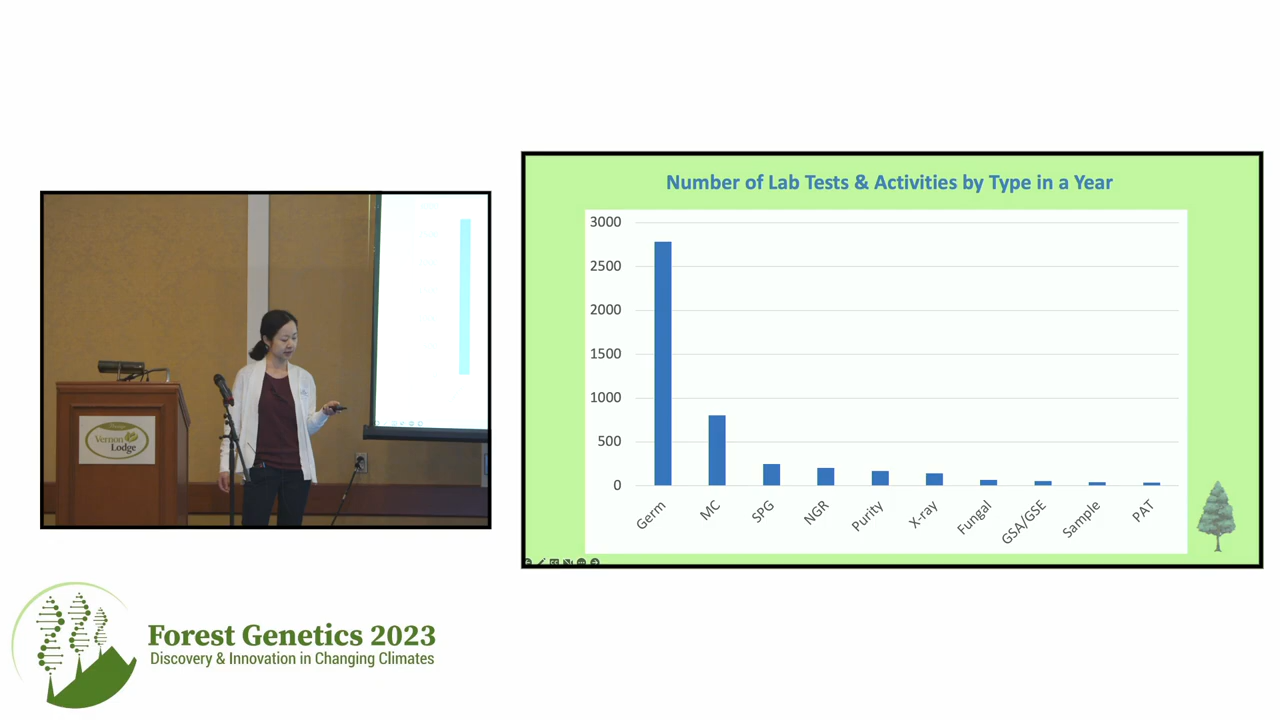 Number of Lab Tests & Activities by Type in a Year
3000
2500
2000
1500
1000
500
0
Germ
MC
SPG
NGR
Purity
X-ray
Fungal
GSA/GSE
Sample
PAT
Vernon
Lodge
Forest Genetics 2023
Discovery & Innovation in Changing Climates